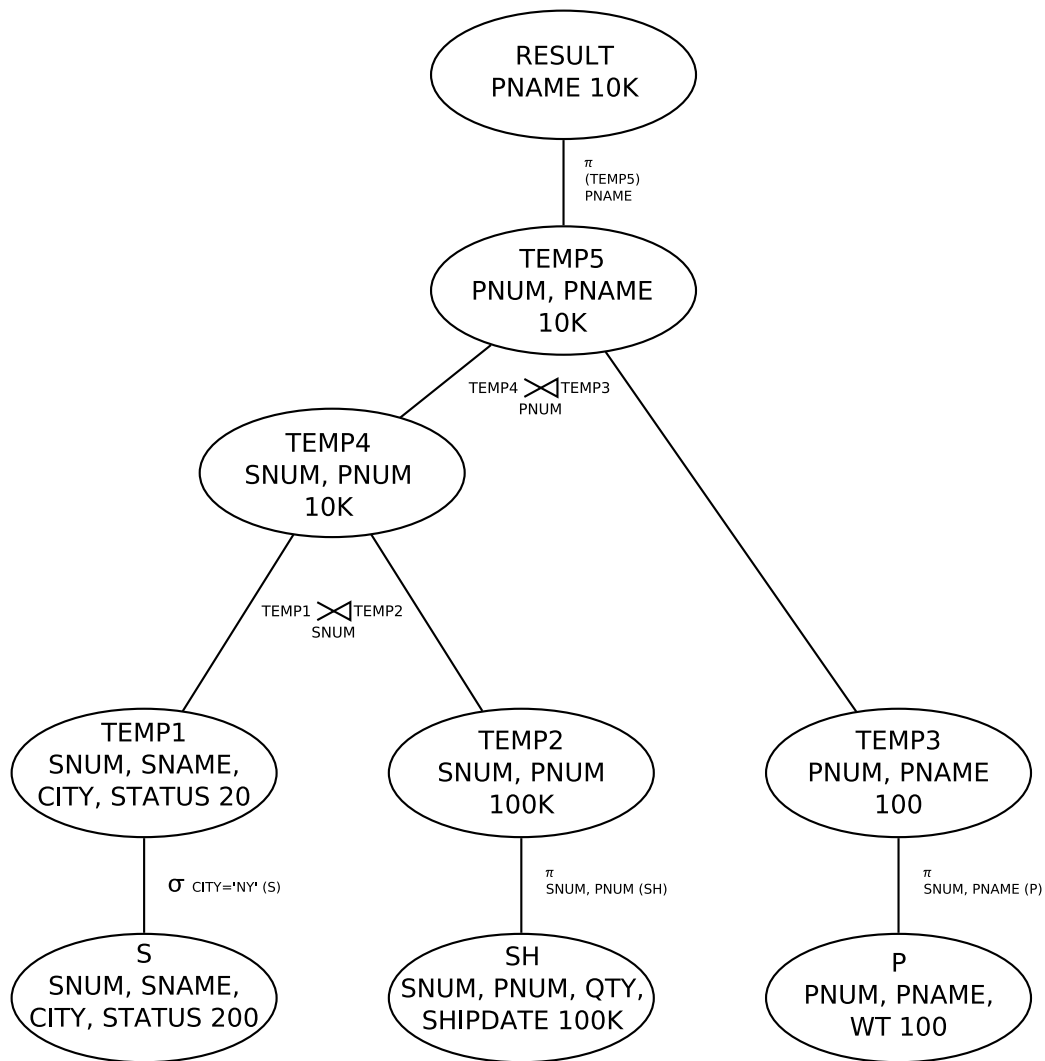 RESULT
PNAME 10K
π
(TEMP5)
PNAME
TEMP5
PNUM, PNAME
10K
TEMP4 TEMP3
PNUM
TEMP4
SNUM, PNUM
10K
TEMP1 TEMP2
SNUM
TEMP1
SNUM, SNAME,
CITY, STATUS 20
TEMP2
SNUM, PNUM
100K
TEMP3
PNUM, PNAME
100
σ CITY='NY' (S)
π
SNUM, PNUM (SH)
π
SNUM, PNAME (P)
S
SNUM, SNAME,
CITY, STATUS 200
SH
SNUM, PNUM, QTY,
SHIPDATE 100K
P
PNUM, PNAME,
WT 100